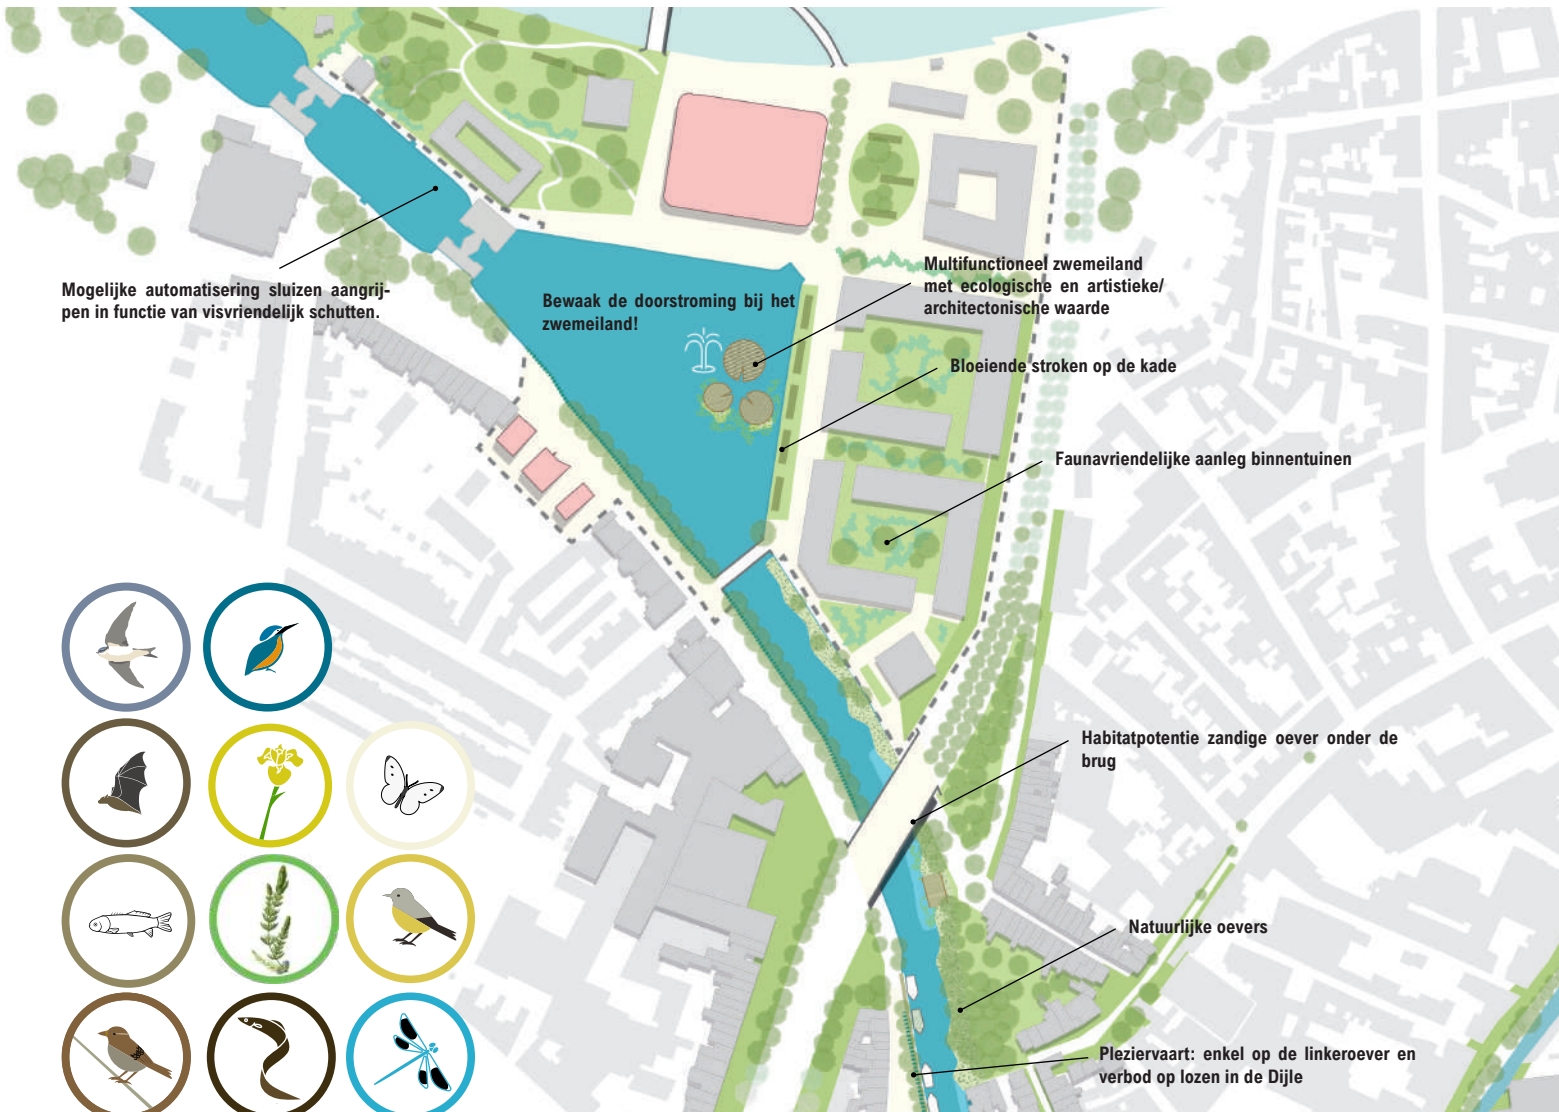 Mogelijke automatisering sluizen aangrij-
pen in functie van visvriendelijk schutten.
Bewaak de doorstroming bij het
zwemeiland!
Multifunctioneel zwemeiland
met ecologische en artistieke/
architectonische waarde
Bloeiende stroken op de kade
Faunavriendelijke aanleg binnentuinen
Habitatpotentie zandige oever onder de
brug
Natuurlijke oevers
Pleziervaart: enkel op de linkeroever en
verbod op lozen in de Dijle